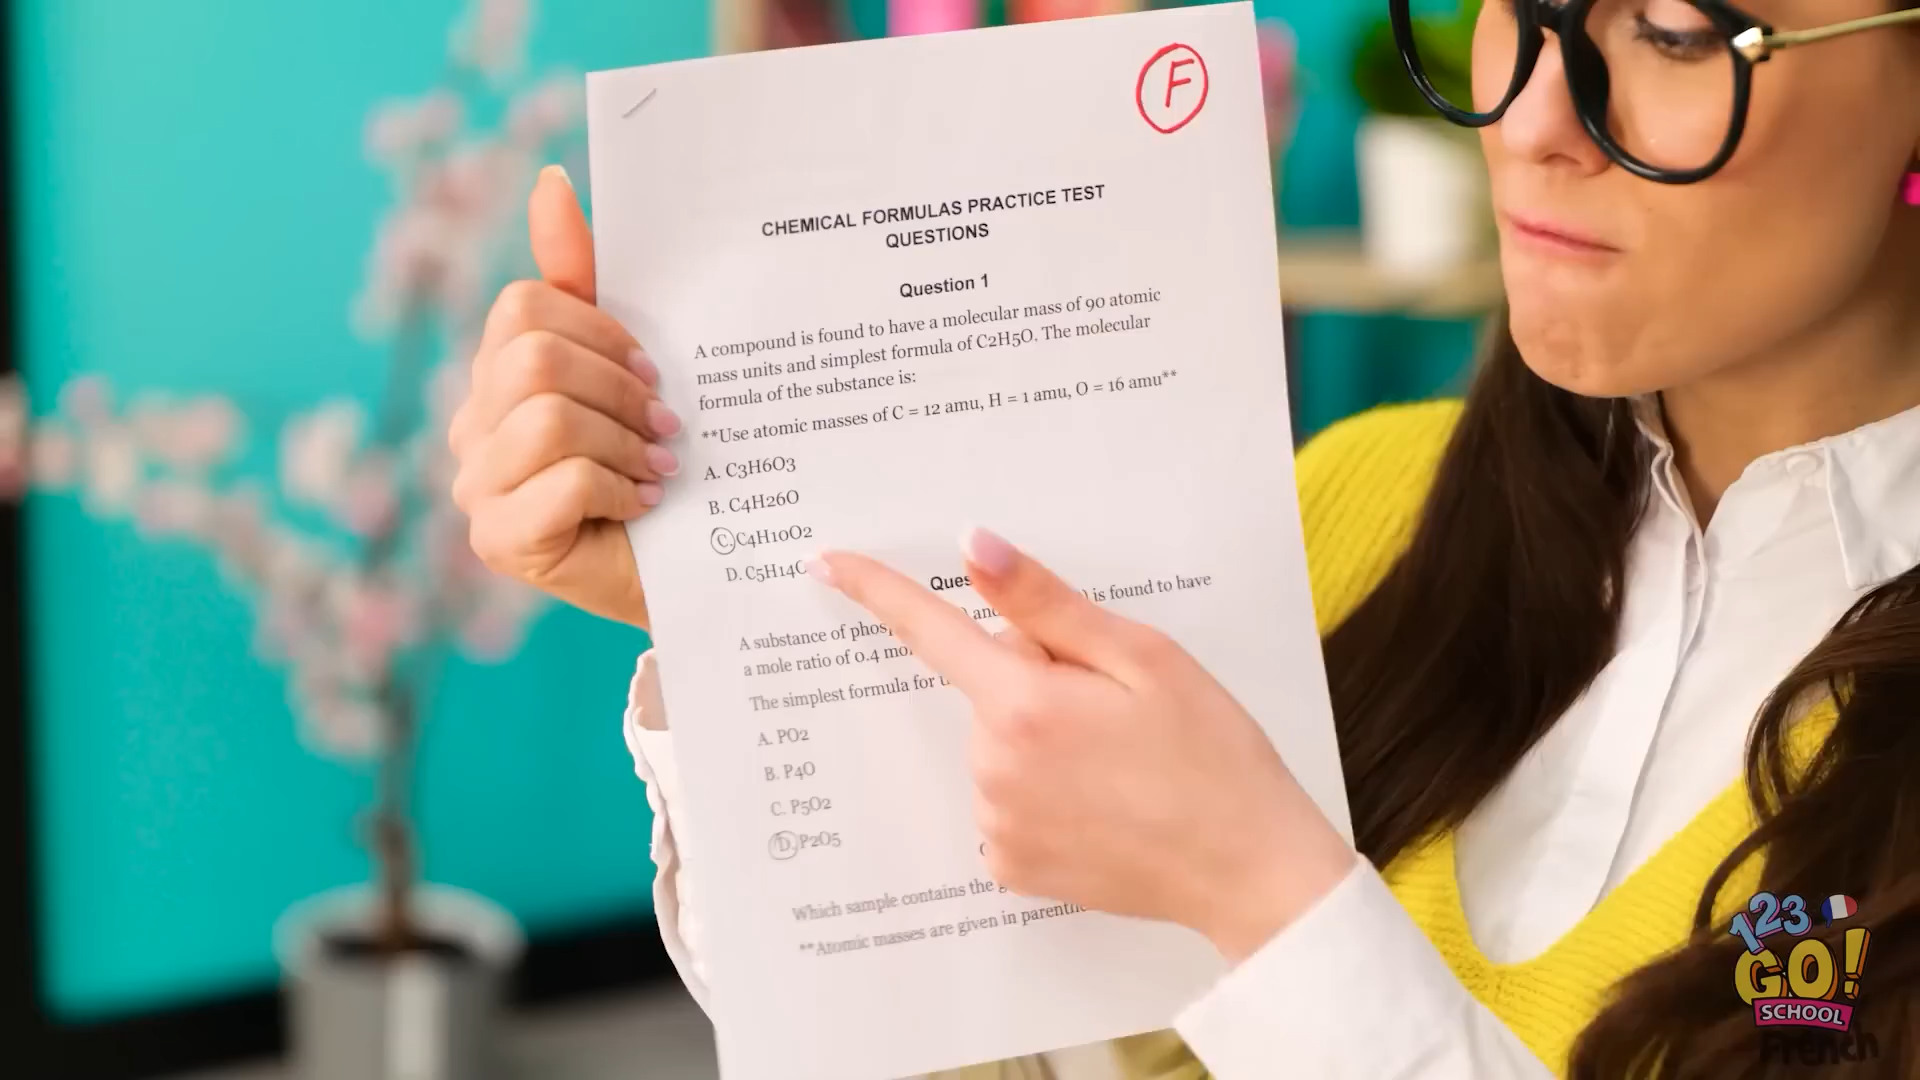 F
CHEMICAL FORMULAS PRACTICE TEST
QUESTIONS
Question 1
A compound is found to have a molecular mass of 90 atomic
mass units and simplest formula of C2H5O. The molecular
formula of the substance is:
**Use atomic masses of C = 12 amu, H = 1 amu, O = 16 amu**
A. C3H6O3
B. C4H26O
C. C4H10O2
D. C5H14O
A substance of and is found to have
a mole ratio of 0.4
The simplest formula for
A. PO2
B. P4O
C. P5O2
D. P2O5
Which sample contains the
**Atomic masses are given in
123
GO!
SCHOOL
French